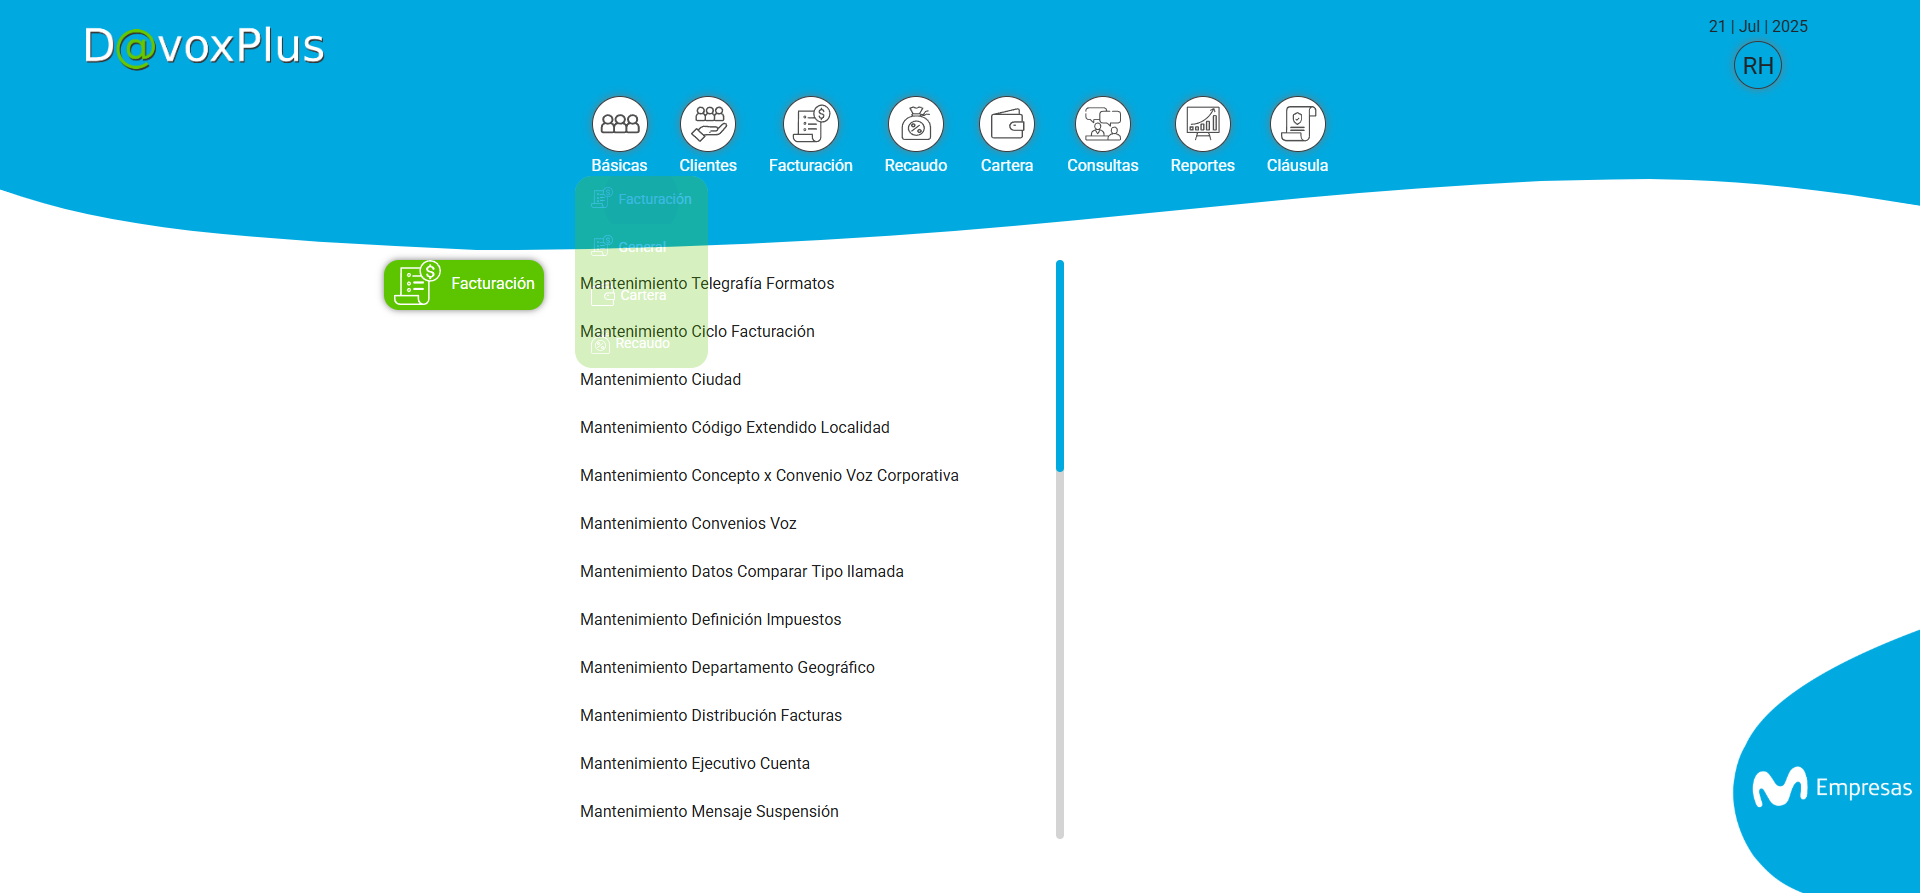 D@voxPlus
21 | Jul | 2025
RH
Básicas
Clientes
Facturación
Recaudo
Cartera
Consultas
Reportes
Cláusula
Facturación
General
Cartera
Recaudo
Facturación
Mantenimiento Telegrafía Formatos
Mantenimiento Ciclo Facturación
Mantenimiento Ciudad
Mantenimiento Código Extendido Localidad
Mantenimiento Concepto x Convenio Voz Corporativa
Mantenimiento Convenios Voz
Mantenimiento Datos Comparar Tipo llamada
Mantenimiento Definición Impuestos
Mantenimiento Departamento Geográfico
Mantenimiento Distribución Facturas
Mantenimiento Ejecutivo Cuenta
Mantenimiento Mensaje Suspensión
Empresas